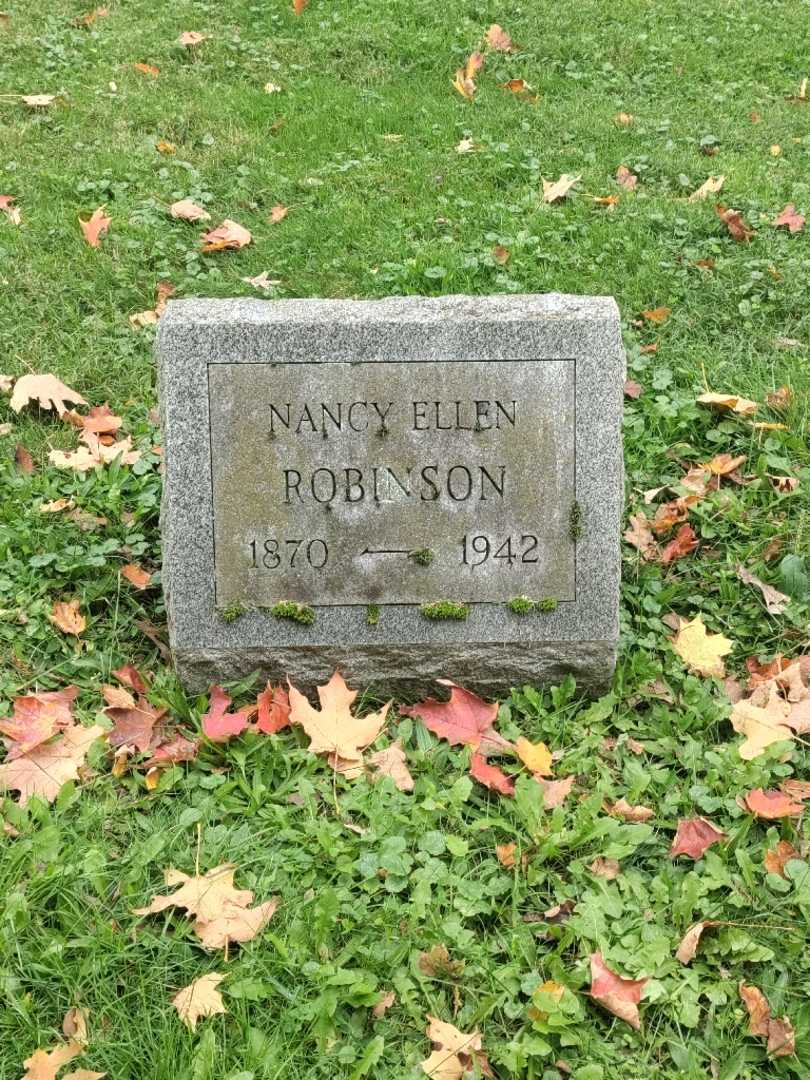 NANCY ELLEN
ROBINSON
1870 — 1942